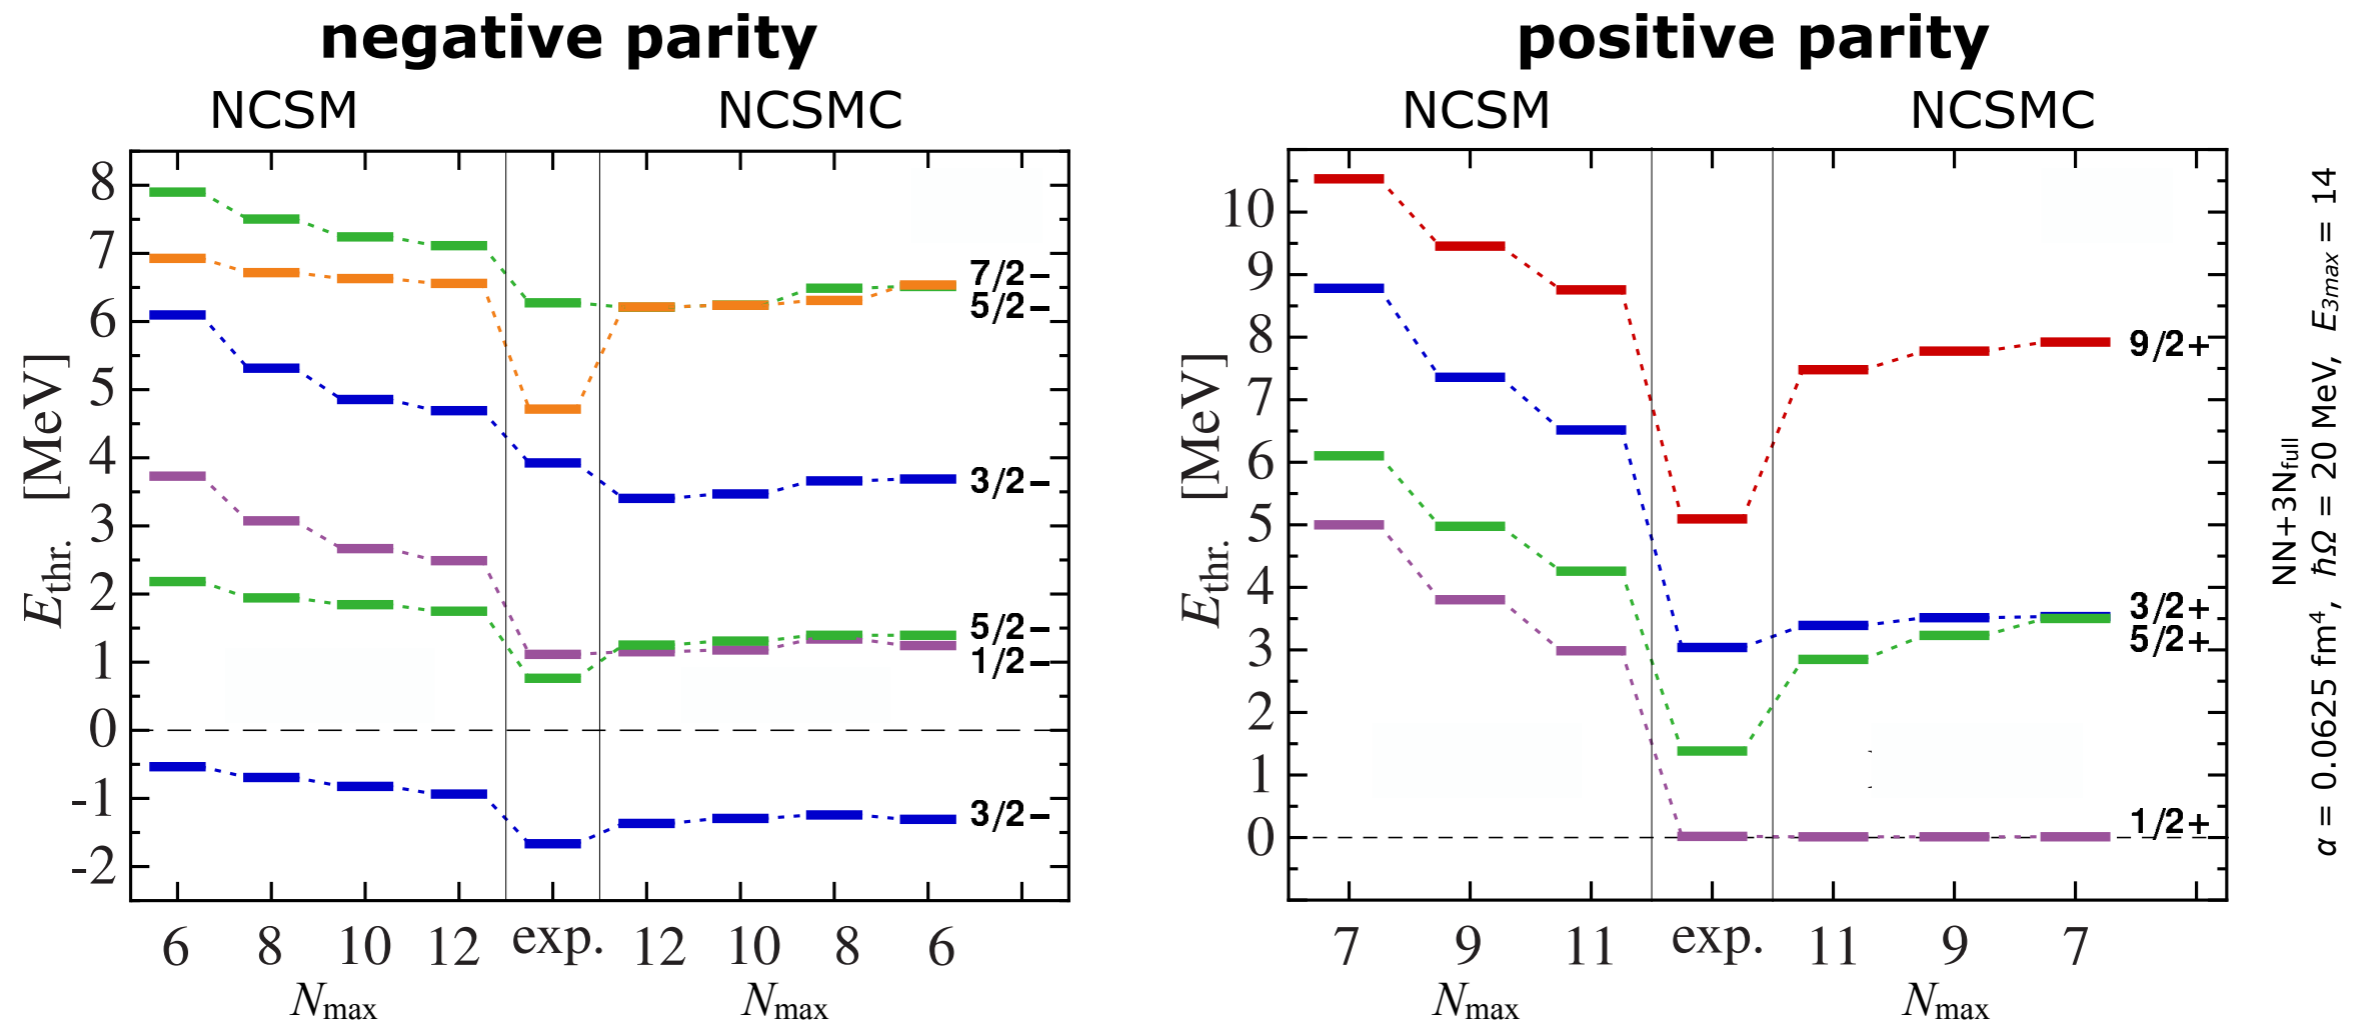 negative parity
NCSM NCSMC
8
7
6
5
4
3
2
1
0
-1
-2
E_thr. [MeV]
7/2−
5/2−
3/2−
5/2−
1/2−
3/2−
6 8 10 12 exp. 12 10 8 6
N_max N_max
positive parity
NCSM NCSMC
10
9
8
7
6
5
4
3
2
1
0
E_thr. [MeV]
9/2+
3/2+
5/2+
1/2+
7 9 11 exp. 11 9 7
N_max N_max
NN+3N_full
α = 0.0625 fm⁴, ħΩ = 20 MeV, E_3max = 14